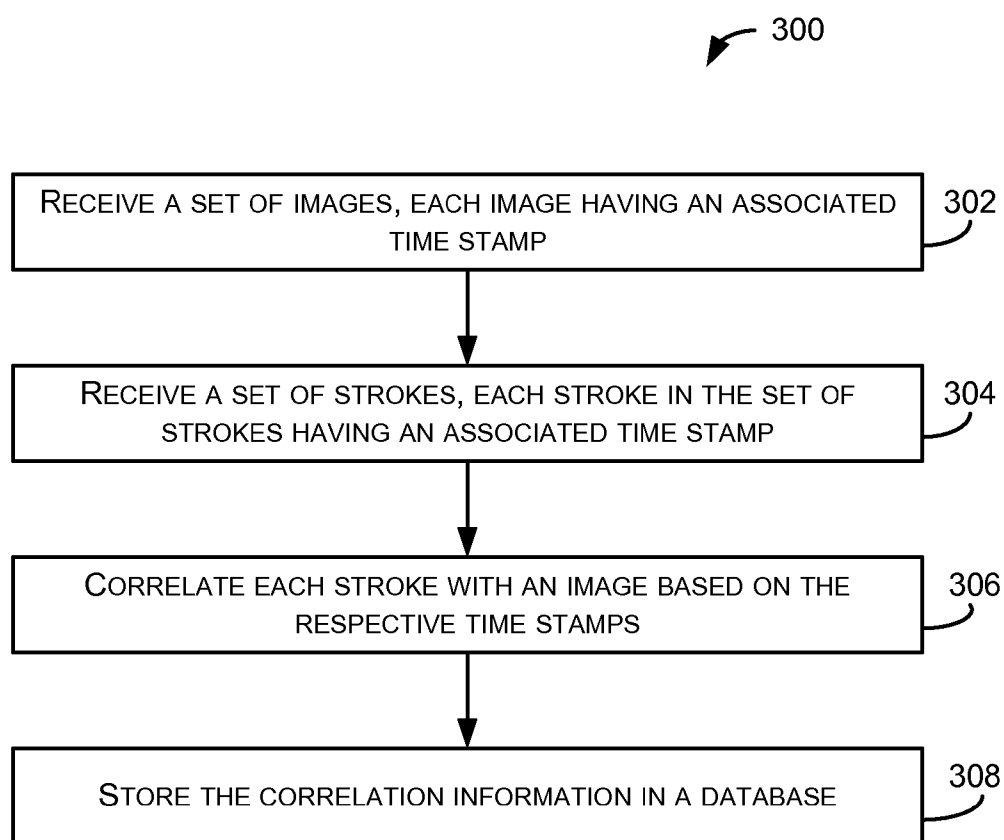 300
RECEIVE A SET OF IMAGES, EACH IMAGE HAVING AN ASSOCIATED
TIME STAMP
302
RECEIVE A SET OF STROKES, EACH STROKE IN THE SET OF
STROKES HAVING AN ASSOCIATED TIME STAMP
304
CORRELATE EACH STROKE WITH AN IMAGE BASED ON THE
RESPECTIVE TIME STAMPS
306
STORE THE CORRELATION INFORMATION IN A DATABASE
308